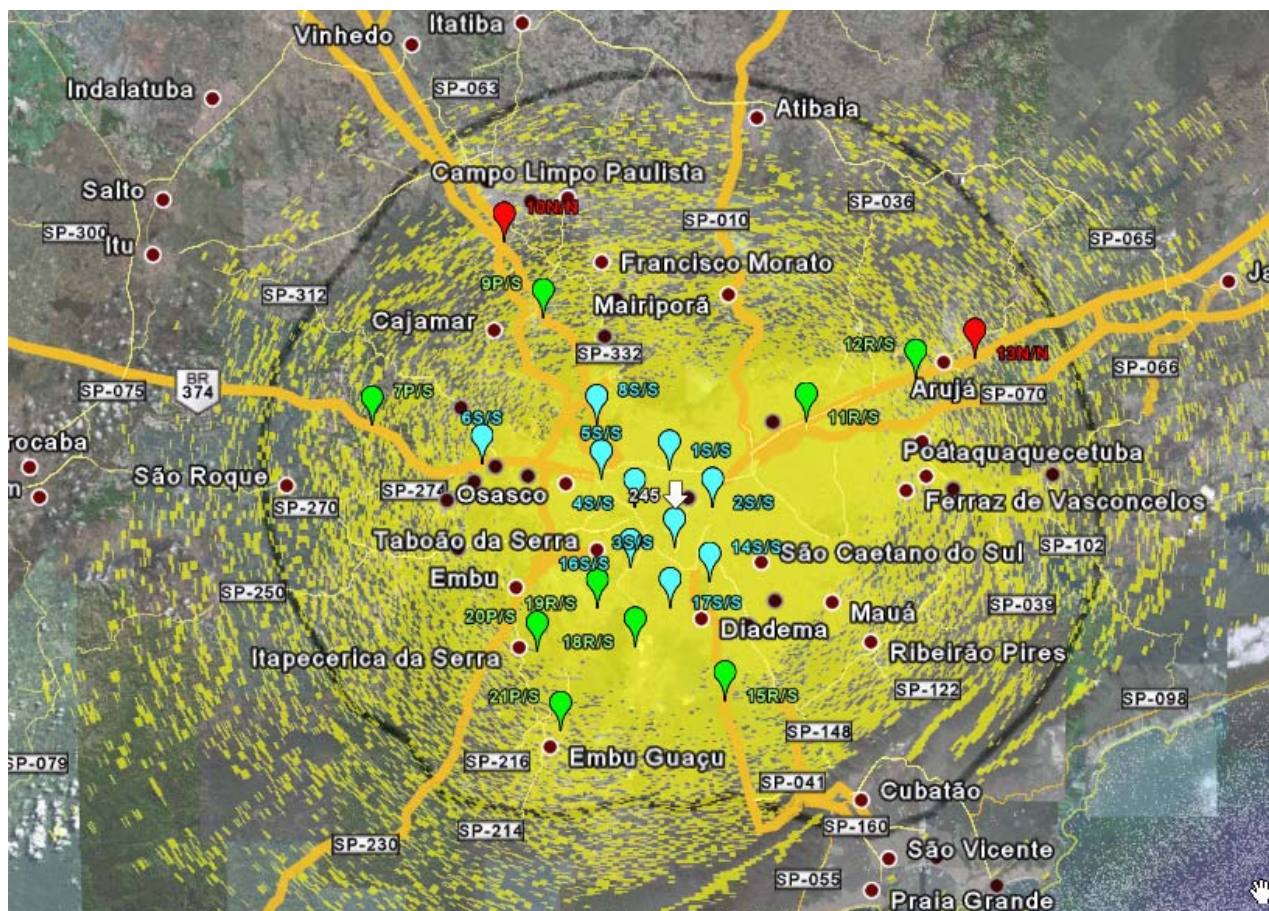 Itatiba
Vinhedo
SP-063
Indaiatuba
Atibaia
Campo Limpo Paulista
Salto
10N/N
SP-036
SP-010
SP-300
Itu
SP-065
Francisco Morato
9P/S
SP-312
Mairiporã
Cajamar
12R/S
13N/N
SP-332
SP-066
Arujá
SP-075
BR
374
7P/S
8S/S
SP-070
11R/S
6S/S
5S/S
1S/S
rocaba
São Roque
SP-274
Osasco
245
4S/S
2S/S
Ferraz de Vasconcelos
SP-270
Taboão da Serra
3S/S
14S/S
São Caetano do Sul
SP-102
16S/S
Embu
SP-250
19R/S
17S/S
Mauá
SP-039
20P/S
Diadema
18R/S
Itapecerica da Serra
Ribeirão Pires
SP-122
21P/S
15R/S
SP-098
SP-148
Embu Guaçu
SP-216
SP-079
SP-041
Cubatão
SP-214
SP-160
SP-230
São Vicente
SP-055
Praia Grande